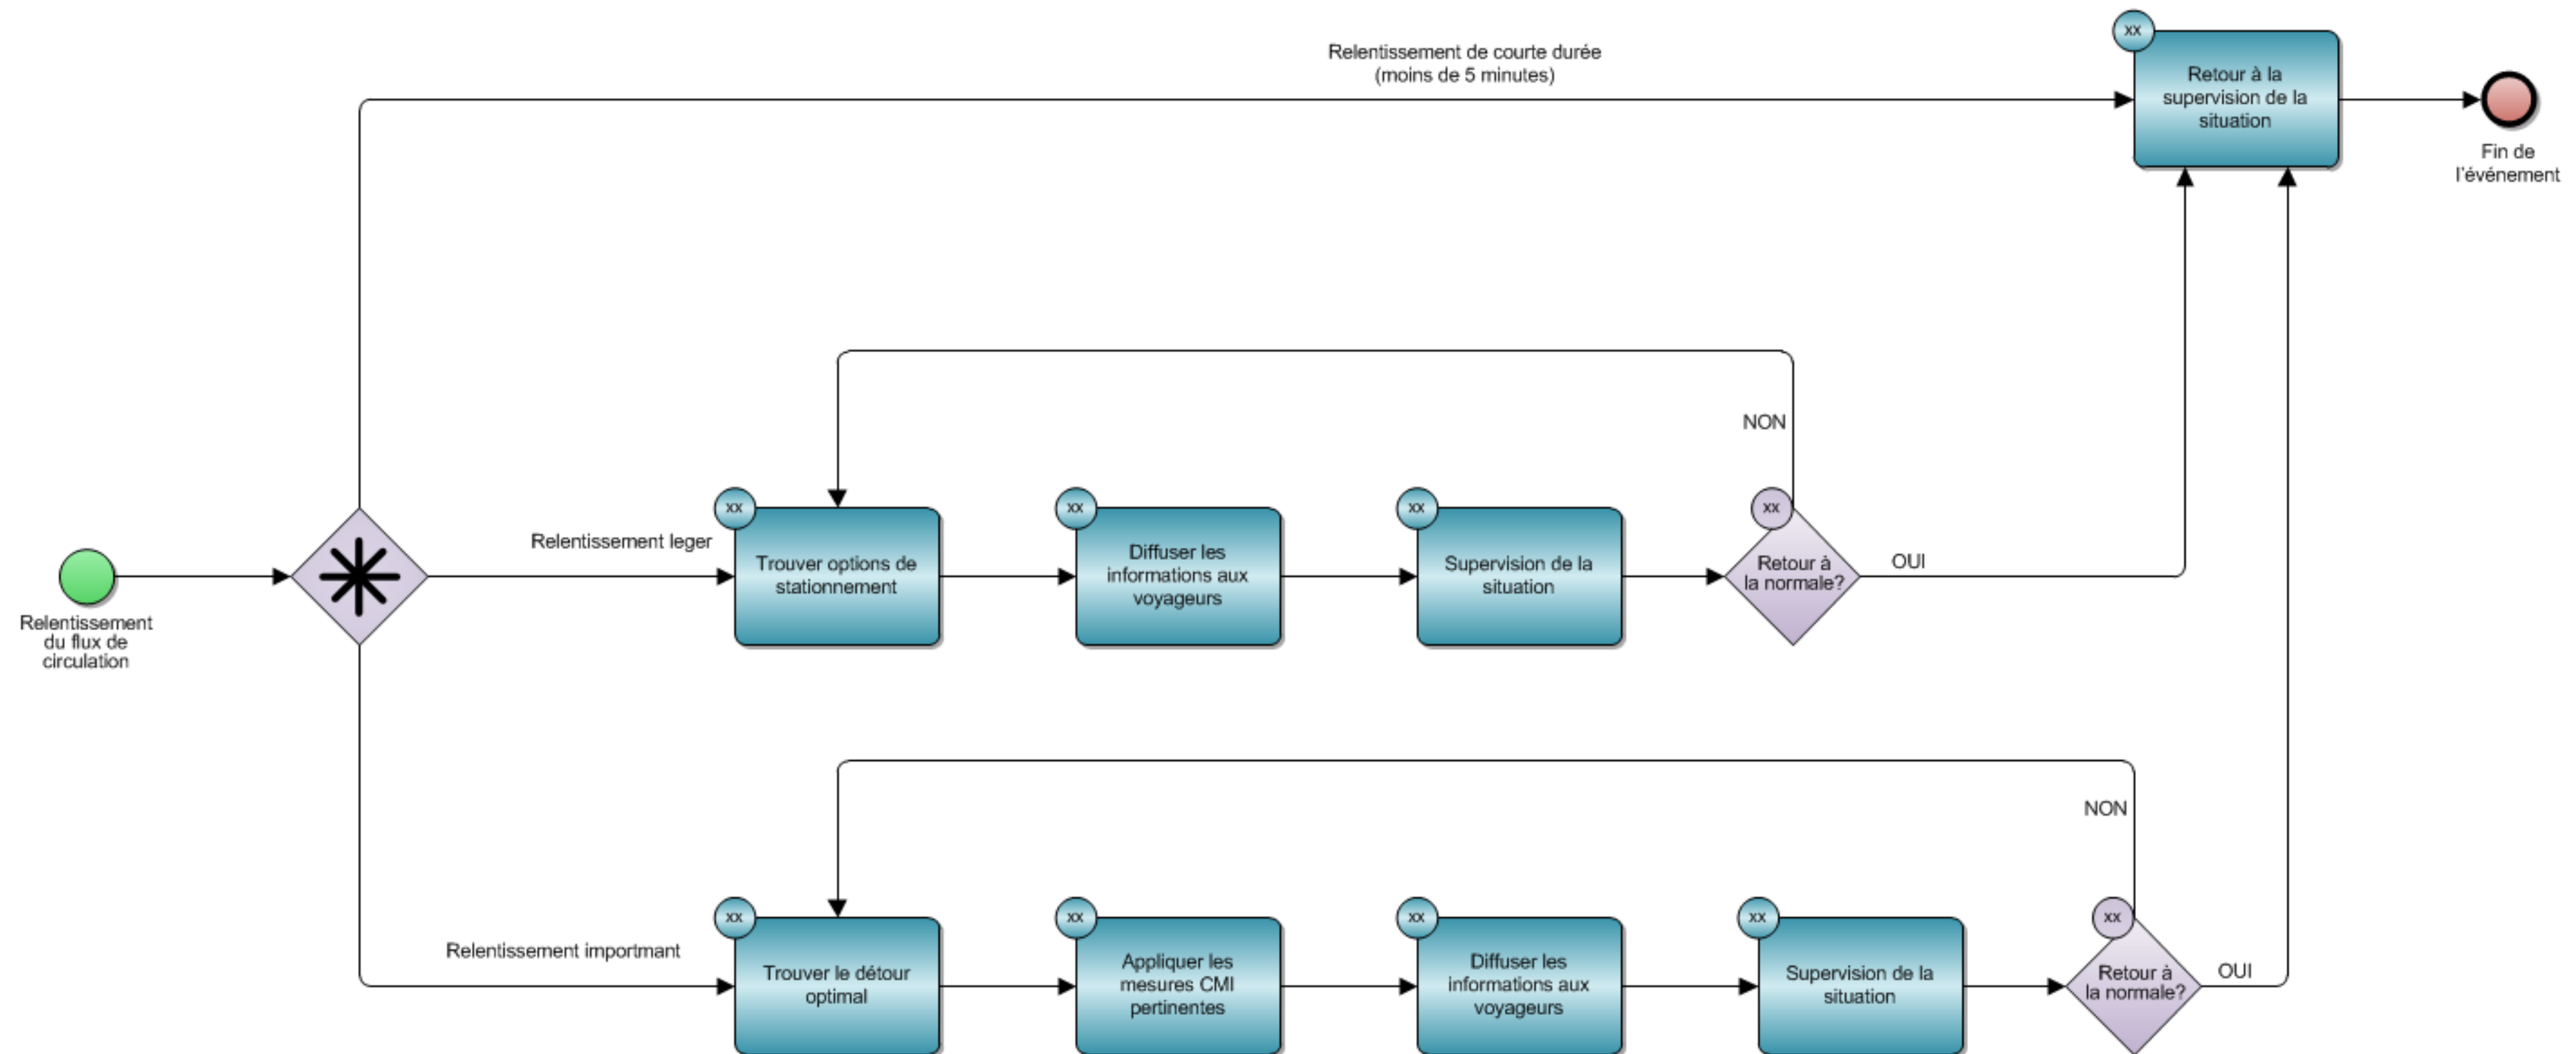 Relentissement de courte durée
(moins de 5 minutes)
xx
Retour à la
supervision de la
situation
Fin de
l'événement
NON
Relentissement
du flux de
circulation
Relentissement leger
xx
Trouver options de
stationnement
xx
Diffuser les
informations aux
voyageurs
xx
Supervision de la
situation
xx
Retour à
la normale?
OUI
NON
Relentissement importmant
xx
Trouver le détour
optimal
xx
Appliquer les
mesures CMI
pertinentes
xx
Diffuser les
informations aux
voyageurs
xx
Supervision de la
situation
xx
Retour à
la normale?
OUI